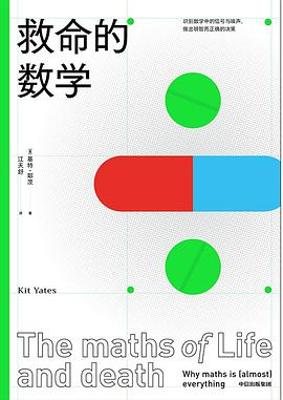 救命的
数学
识别数学中的信号与噪声,
做出明智而正确的决策
[英]基特·耶茨 著
江天舒 译
Kit Yates
The maths of Life
and death
Why maths is (almost)
everything
中信出版集团